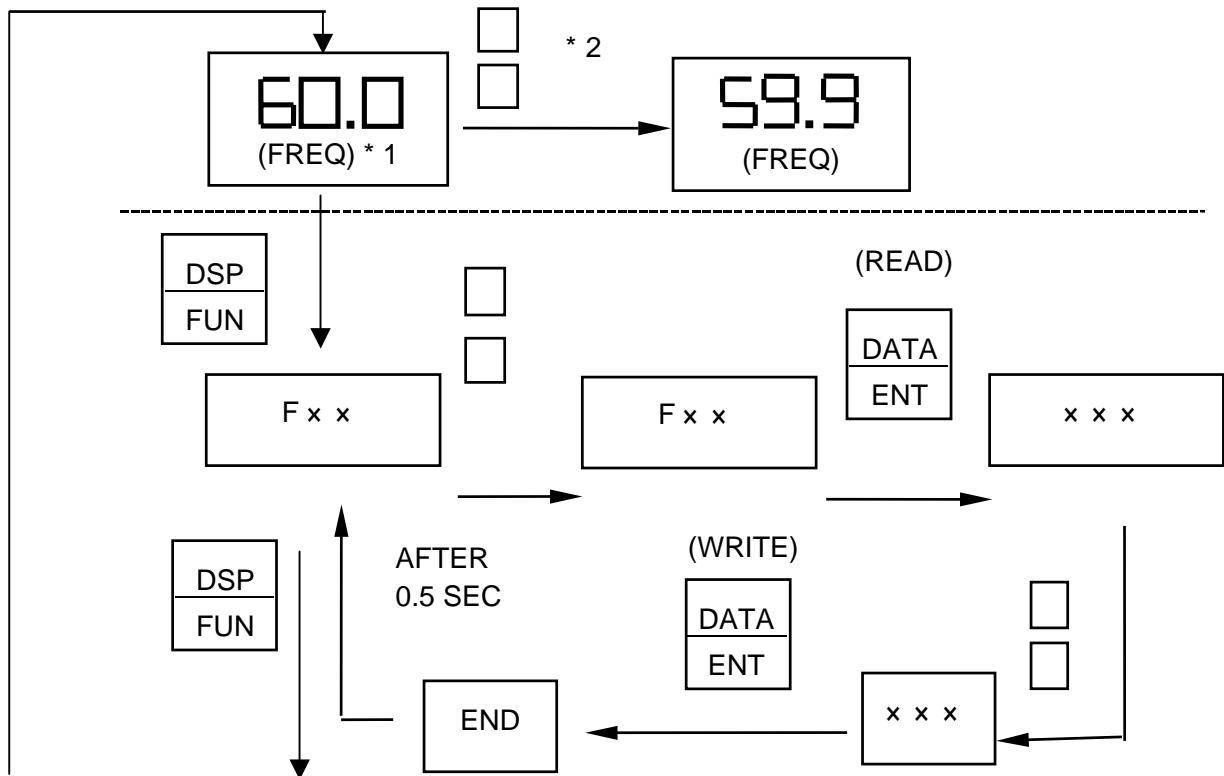 * 2
60.0
(FREQ) * 1
59.9
(FREQ)
DSP
FUN
(READ)
DATA
ENT
F x x
F x x
x x x
DSP
FUN
AFTER
0.5 SEC
(WRITE)
DATA
ENT
END
x x x